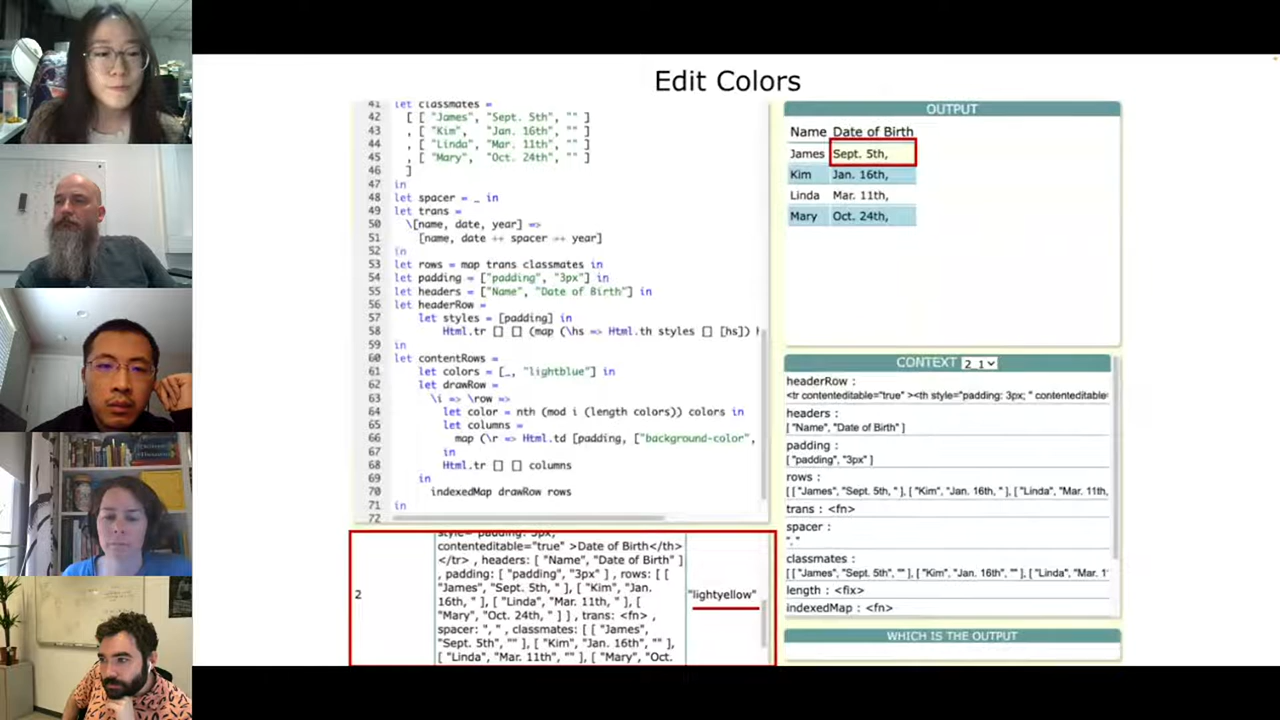 Edit Colors
41 let classmates =
42 [ [ "James", "Sept. 5th", "" ]
43 , [ "Kim", "Jan. 16th", "" ]
44 , [ "Linda", "Mar. 11th", "" ]
45 , [ "Mary", "Oct. 24th", "" ]
46 ]
47 in
48 let spacer = _ in
49 let trans =
50 \[name, date, year] =>
51 [name, date ++ spacer ++ year]
52 in
53 let rows = map trans classmates in
54 let padding = ["padding", "3px"] in
55 let headers = ["Name", "Date of Birth"] in
56 let headerRow =
57 let styles = [padding] in
58 Html.tr [] [] (map (\hs => Html.th styles [] [hs])
59 in
60 let contentRows =
61 let colors = [_, "lightblue"] in
62 let drawRow =
63 \i => \row =>
64 let color = nth (mod i (length colors)) colors in
65 let columns =
66 map (\r => Html.td [padding, ["background-color",
67 in
68 Html.tr [] [] columns
69 in
70 indexedMap drawRow rows
71 in
72
2
style= padding: 3px;
contenteditable="true" >Date of Birth</th>
</tr> , headers: [ "Name", "Date of Birth" ]
, padding: [ "padding", "3px" ] , rows: [ [
"James", "Sept. 5th, " ], [ "Kim", "Jan.
16th, " ], [ "Linda", "Mar. 11th, " ], [
"Mary", "Oct. 24th, " ] ] , trans: <fn> ,
spacer: ", " , classmates: [ [ "James",
"Sept. 5th", "" ], [ "Kim", "Jan. 16th", "" ],
[ "Linda", "Mar. 11th", "" ], [ "Mary", "Oct.
"lightyellow"
OUTPUT
Name Date of Birth
James Sept. 5th,
Kim Jan. 16th,
Linda Mar. 11th,
Mary Oct. 24th,
CONTEXT 2_1
headerRow :
<tr contenteditable="true" ><th style="padding: 3px; " contenteditable=
headers :
[ "Name", "Date of Birth" ]
padding :
[ "padding", "3px" ]
rows :
[ [ "James", "Sept. 5th, " ], [ "Kim", "Jan. 16th, " ], [ "Linda", "Mar. 11th,
trans : <fn>
spacer :
", "
classmates :
[ [ "James", "Sept. 5th", "" ], [ "Kim", "Jan. 16th", "" ], [ "Linda", "Mar. 1
length : <fix>
indexedMap : <fn>
WHICH IS THE OUTPUT